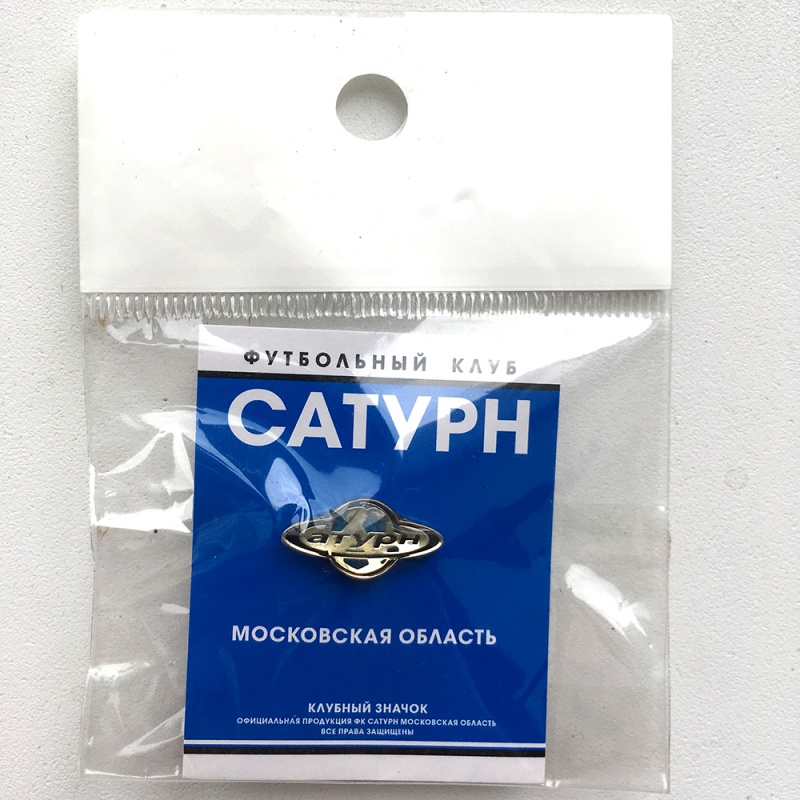 ФУТБОЛЬНЫЙ КЛУБ
САТУРН
Сатурн
МОСКОВСКАЯ ОБЛАСТЬ
КЛУБНЫЙ ЗНАЧОК
ОФИЦИАЛЬНАЯ ПРОДУКЦИЯ ФК САТУРН МОСКОВСКАЯ ОБЛАСТЬ
ВСЕ ПРАВА ЗАЩИЩЕНЫ